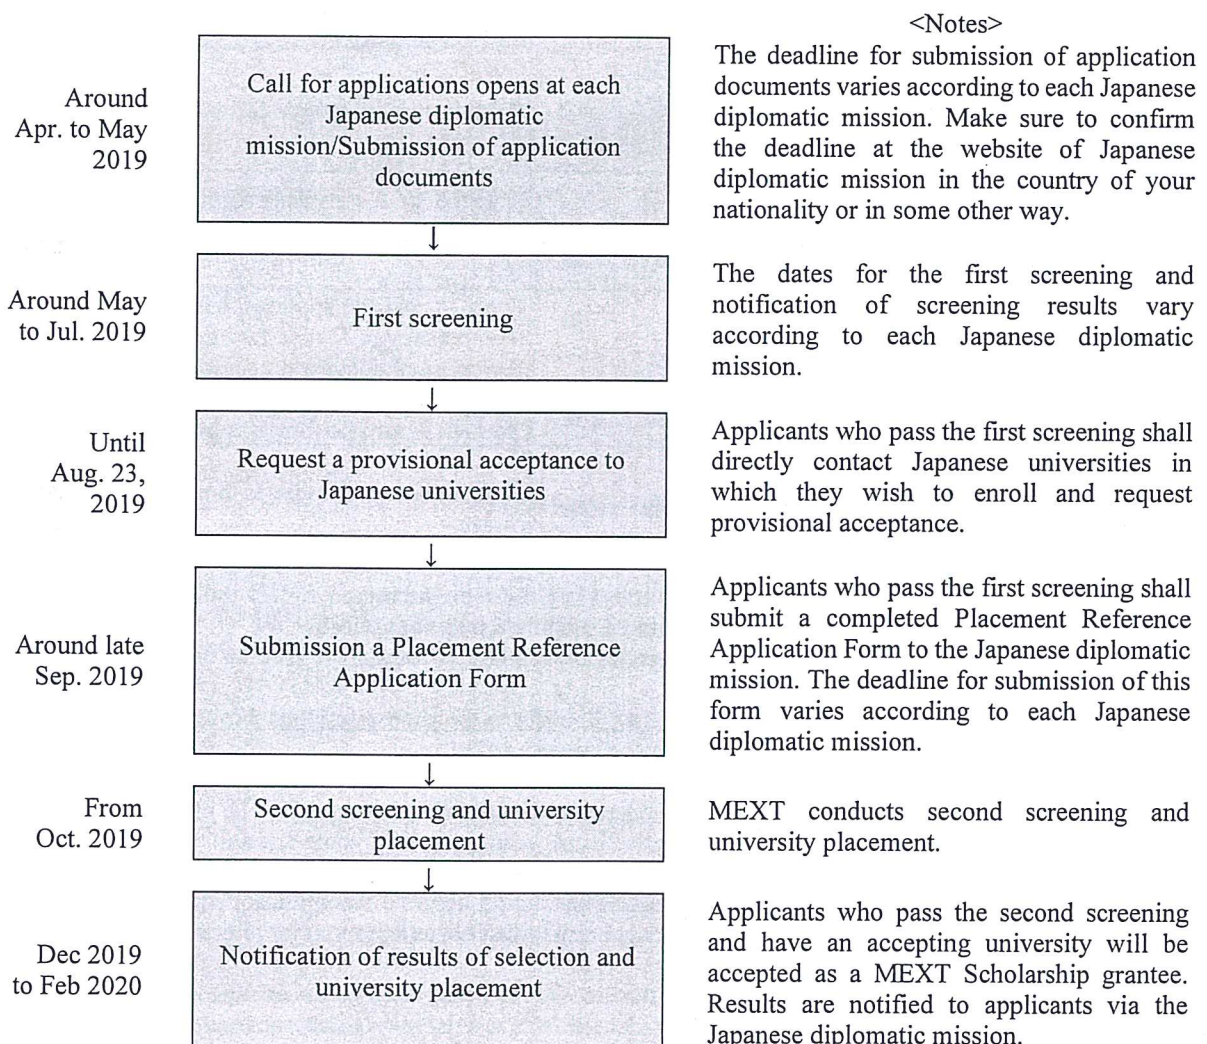 <Notes>
Around
Apr. to May
2019
Call for applications opens at each
Japanese diplomatic
mission/Submission of application
documents
The deadline for submission of application
documents varies according to each Japanese
diplomatic mission. Make sure to confirm
the deadline at the website of Japanese
diplomatic mission in the country of your
nationality or in some other way.
↓
Around May
to Jul. 2019
First screening
The dates for the first screening and
notification of screening results vary
according to each Japanese diplomatic
mission.
↓
Until
Aug. 23,
2019
Request a provisional acceptance to
Japanese universities
Applicants who pass the first screening shall
directly contact Japanese universities in
which they wish to enroll and request
provisional acceptance.
↓
Around late
Sep. 2019
Submission a Placement Reference
Application Form
Applicants who pass the first screening shall
submit a completed Placement Reference
Application Form to the Japanese diplomatic
mission. The deadline for submission of this
form varies according to each Japanese
diplomatic mission.
↓
From
Oct. 2019
Second screening and university
placement
MEXT conducts second screening and
university placement.
↓
Dec 2019
to Feb 2020
Notification of results of selection and
university placement
Applicants who pass the second screening
and have an accepting university will be
accepted as a MEXT Scholarship grantee.
Results are notified to applicants via the
Japanese diplomatic mission.